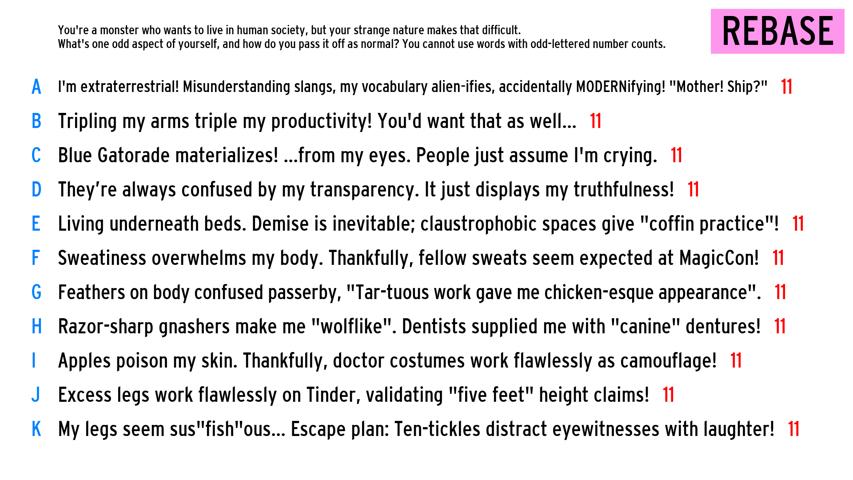 You're a monster who wants to live in human society, but your strange nature makes that difficult.
What's one odd aspect of yourself, and how do you pass it off as normal? You cannot use words with odd-lettered number counts.
REBASE
A I'm extraterrestrial! Misunderstanding slangs, my vocabulary alien-ifies, accidentally MODERNifying! "Mother! Ship?" 11
B Tripling my arms triple my productivity! You'd want that as well... 11
C Blue Gatorade materializes! ...from my eyes. People just assume I'm crying. 11
D They're always confused by my transparency. It just displays my truthfulness! 11
E Living underneath beds. Demise is inevitable; claustrophobic spaces give "coffin practice"! 11
F Sweatiness overwhelms my body. Thankfully, fellow sweats seem expected at MagicCon! 11
G Feathers on body confused passerby, "Tar-tuous work gave me chicken-esque appearance". 11
H Razor-sharp gnashers make me "wolflike". Dentists supplied me with "canine" dentures! 11
I Apples poison my skin. Thankfully, doctor costumes work flawlessly as camouflage! 11
J Excess legs work flawlessly on Tinder, validating "five feet" height claims! 11
K My legs seem sus"fish"ous... Escape plan: Ten-tickles distract eyewitnesses with laughter! 11